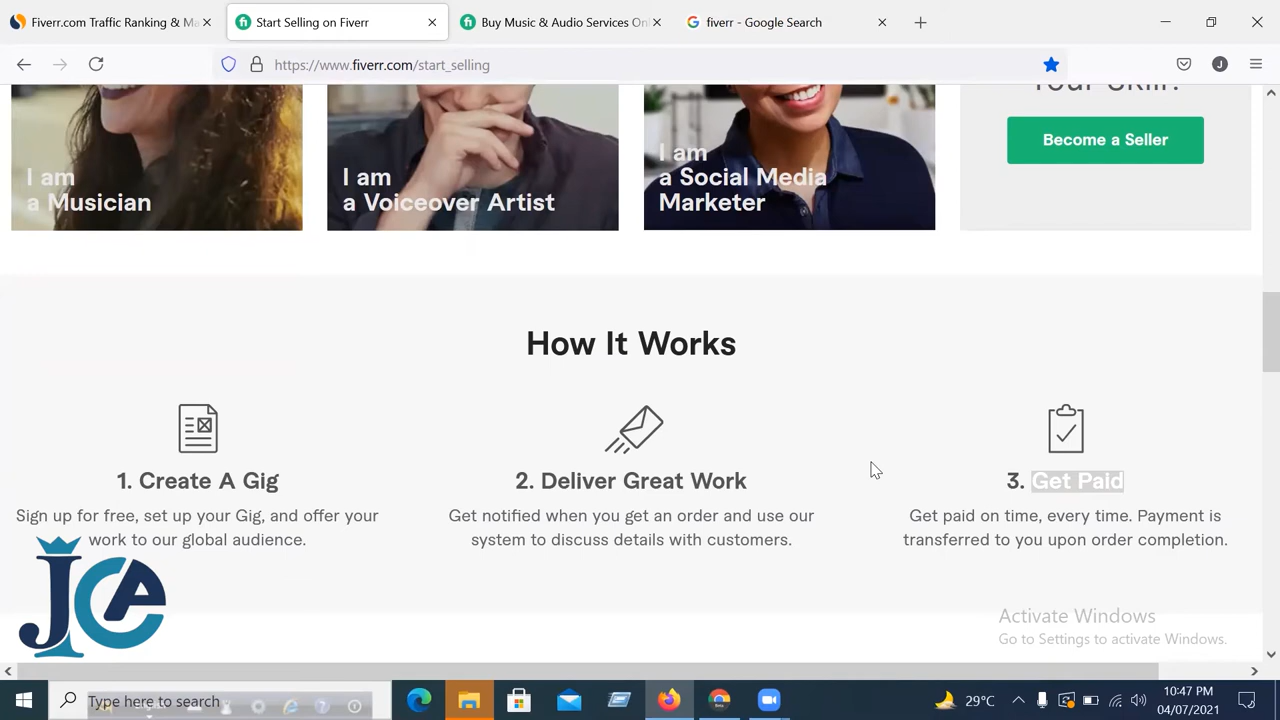 Fiverr.com Traffic Ranking & Ma
Start Selling on Fiverr
Buy Music & Audio Services Onl
fiverr - Google Search
https://www.fiverr.com/start_selling
J
I am
a Musician
I am
a Voiceover Artist
I am
a Social Media
Marketer
Your Skill?
Become a Seller
How It Works
1. Create A Gig
Sign up for free, set up your Gig, and offer your
work to our global audience.
2. Deliver Great Work
Get notified when you get an order and use our
system to discuss details with customers.
3. Get Paid
Get paid on time, every time. Payment is
transferred to you upon order completion.
JCA
Activate Windows
Go to Settings to activate Windows.
Type here to search
29°C
10:47 PM
04/07/2021